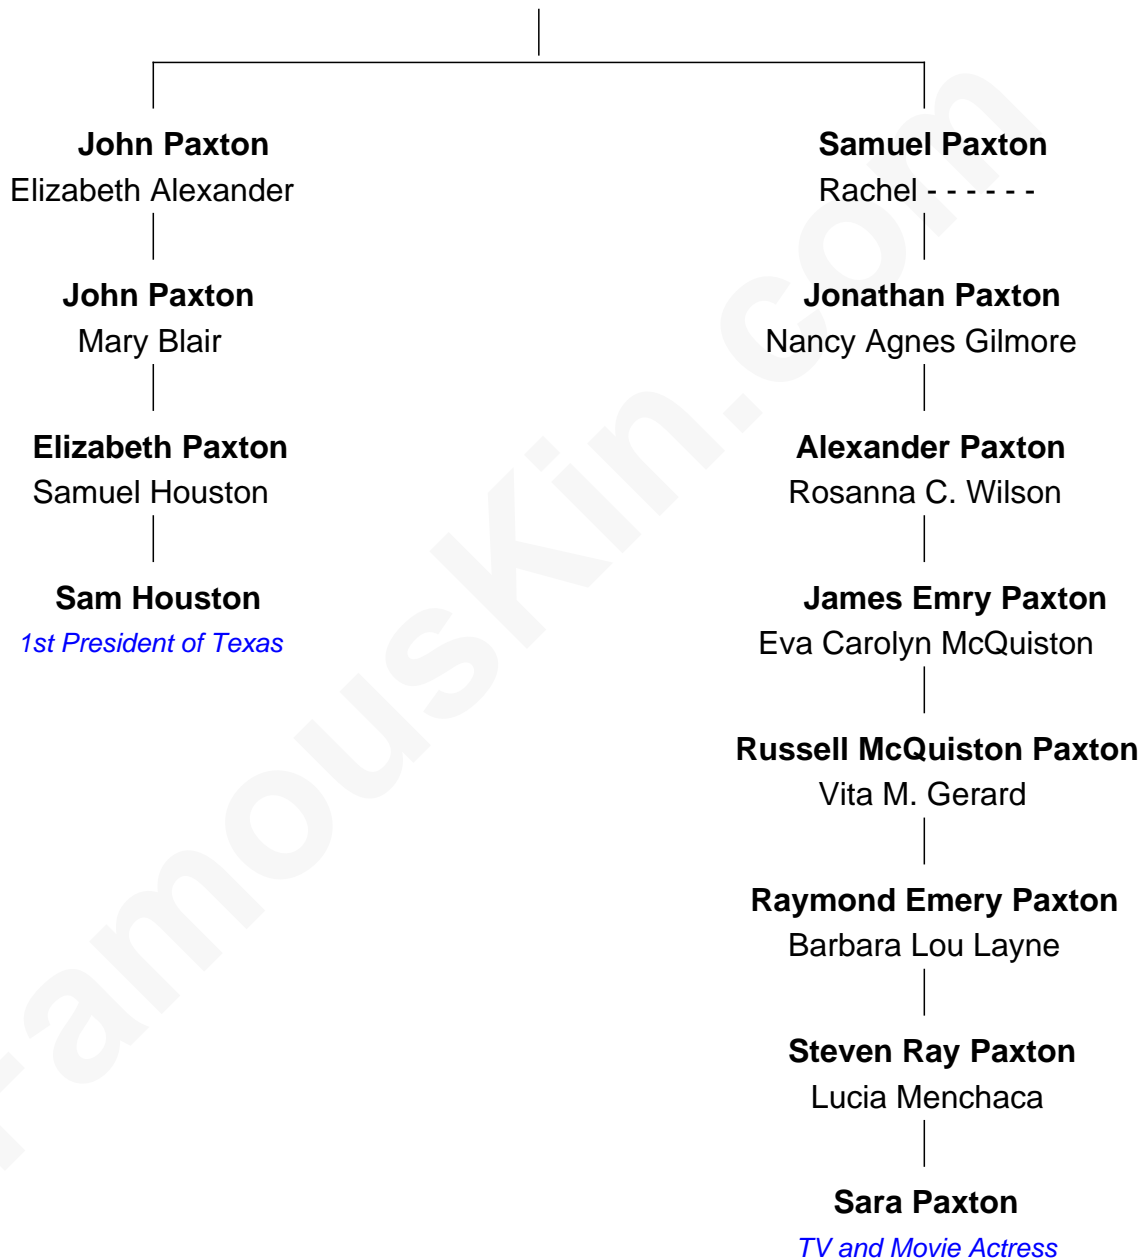 John Paxton
Elizabeth Alexander
John Paxton
Mary Blair
Elizabeth Paxton
Samuel Houston
Sam Houston
1st President of Texas
Samuel Paxton
Rachel - - - - - -
Jonathan Paxton
Nancy Agnes Gilmore
Alexander Paxton
Rosanna C. Wilson
James Emry Paxton
Eva Carolyn McQuiston
Russell McQuiston Paxton
Vita M. Gerard
Raymond Emery Paxton
Barbara Lou Layne
Steven Ray Paxton
Lucia Menchaca
Sara Paxton
TV and Movie Actress
FamousKin.com